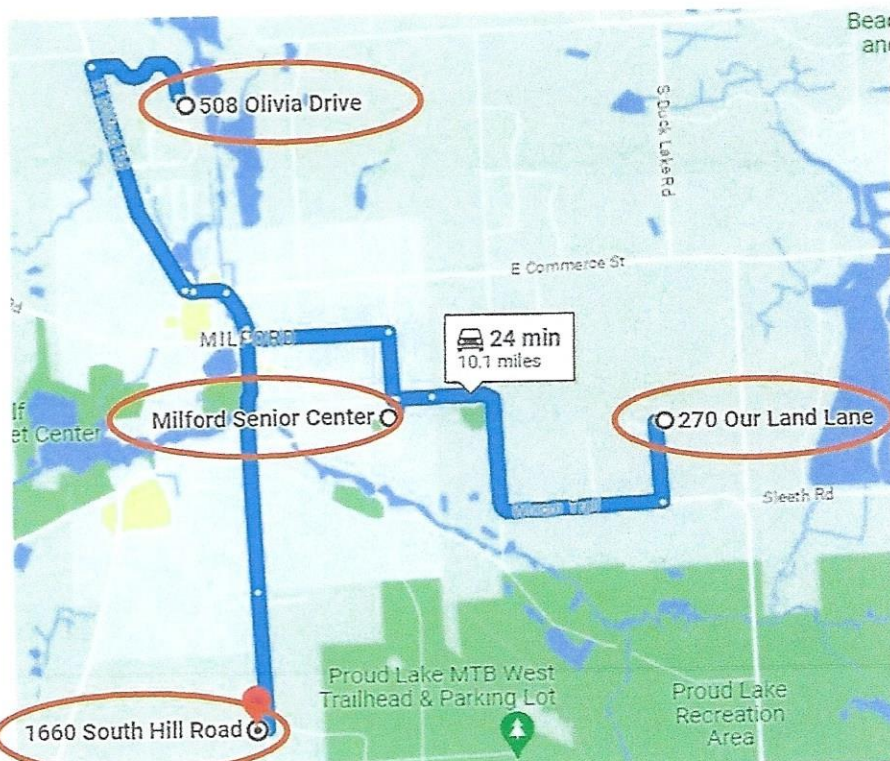 Beac
and
508 Olivia Drive
S Duck Lake Rd
E Commerce St
MILFORD
24 min
10.1 miles
lf
et Center
Milford Senior Center
270 Our Land Lane
Sleeth Rd
Proud Lake MTB West
Trailhead & Parking Lot
Proud Lake
Recreation
Area
1660 South Hill Road